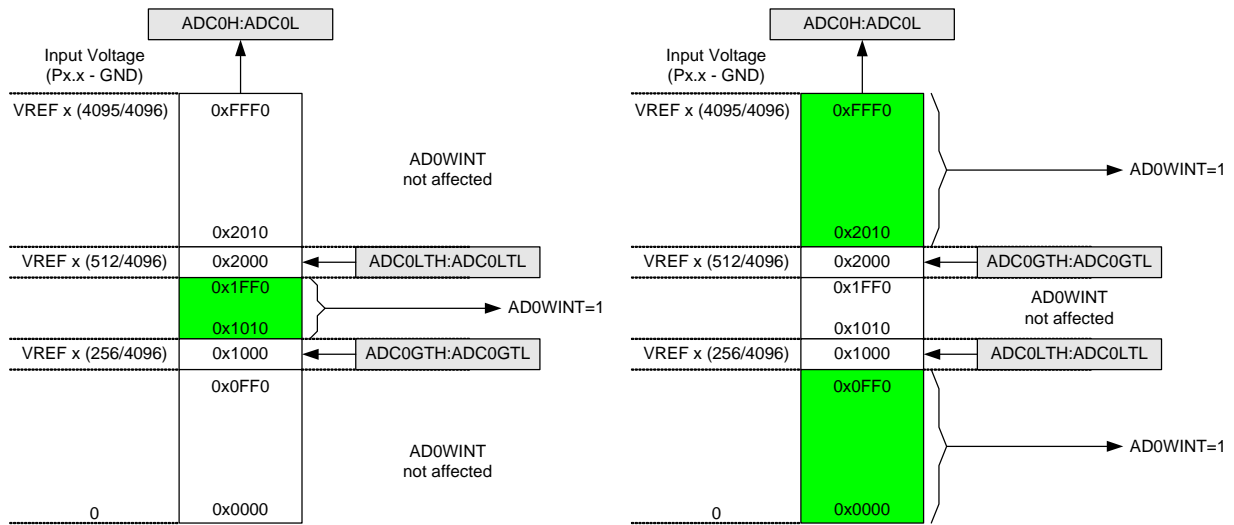 ADC0H:ADC0L
Input Voltage
(Px.x - GND)
VREF x (4095/4096)
0xFFF0
AD0WINT
not affected
0x2010
VREF x (512/4096)
0x2000
ADC0LTH:ADC0LTL
0x1FF0
AD0WINT=1
0x1010
VREF x (256/4096)
0x1000
ADC0GTH:ADC0GTL
0x0FF0
AD0WINT
not affected
0
0x0000
ADC0H:ADC0L
Input Voltage
(Px.x - GND)
VREF x (4095/4096)
0xFFF0
AD0WINT=1
0x2010
VREF x (512/4096)
0x2000
ADC0GTH:ADC0GTL
0x1FF0
AD0WINT
not affected
0x1010
VREF x (256/4096)
0x1000
ADC0LTH:ADC0LTL
0x0FF0
AD0WINT=1
0
0x0000